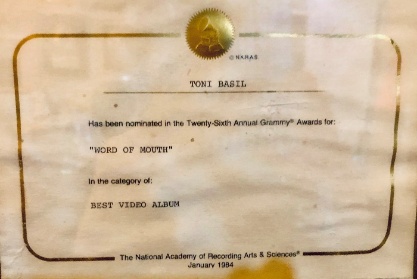 © NARAS
TONI BASIL
Has been nominated in the Twenty-Sixth Annual Grammy® Awards for:
"WORD OF MOUTH"
In the category of:
BEST VIDEO ALBUM
The National Academy of Recording Arts & Sciences®
January 1984